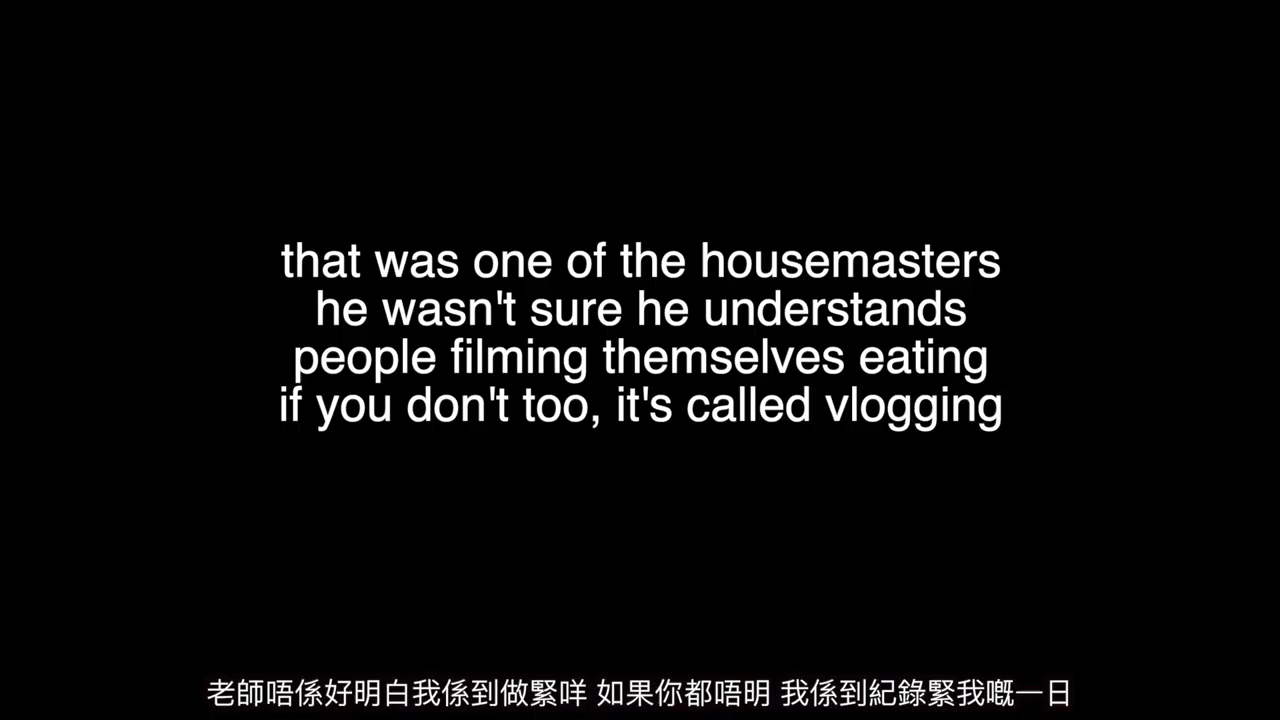 that was one of the housemasters
he wasn't sure he understands
people filming themselves eating
if you don't too, it's called vlogging
老師唔係好明白我係到做緊咩 如果你都唔明 我係到紀錄緊我嘅一日